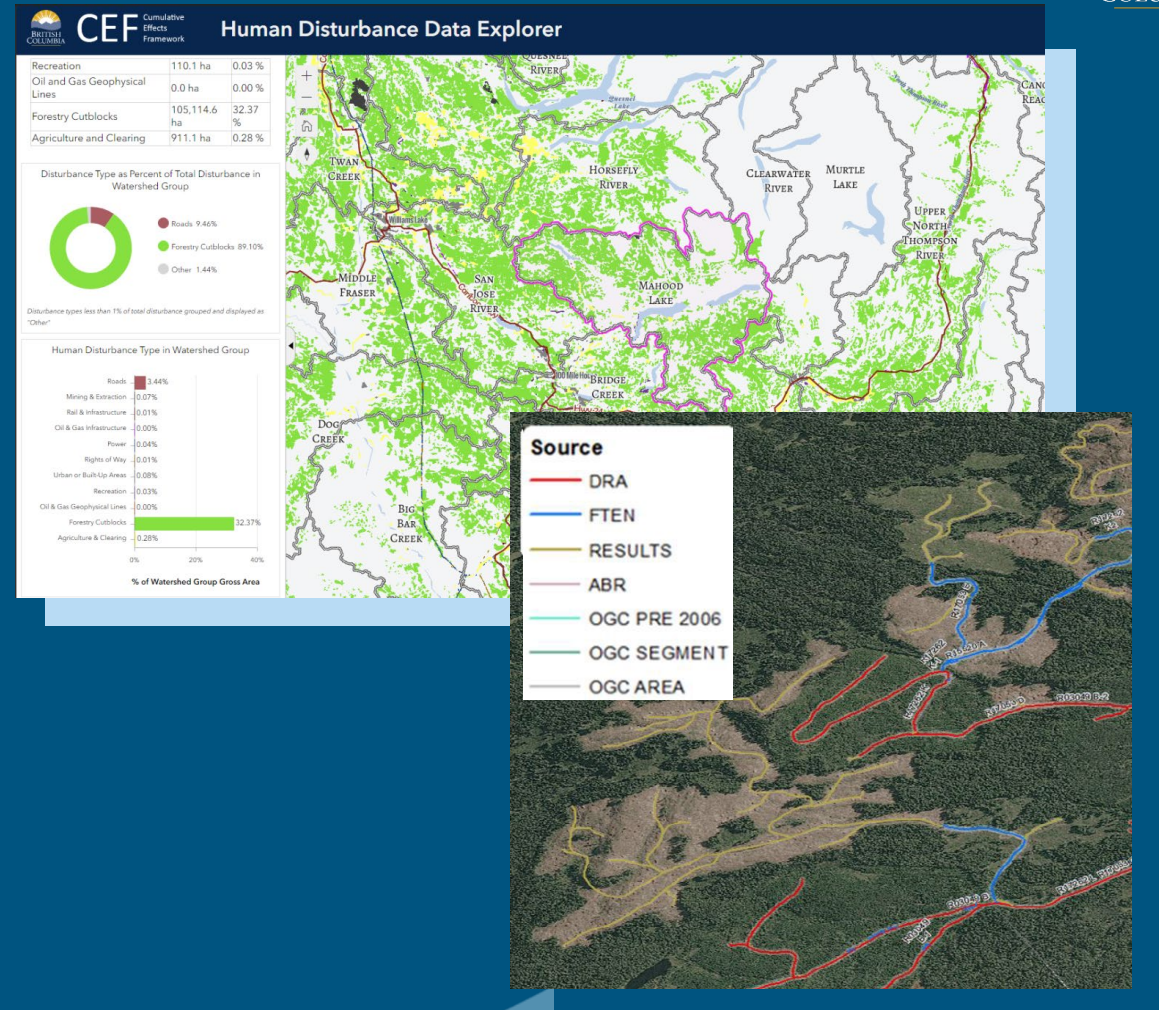 BRITISH
COLUMBIA
CEF
Cumulative
Effects
Framework
Human Disturbance Data Explorer
Recreation 110.1 ha 0.03 %
Oil and Gas Geophysical
Lines 0.0 ha 0.00 %
Forestry Cutblocks 105,114.6
ha 32.37
%
Agriculture and Clearing 911.1 ha 0.28 %
Disturbance Type as Percent of Total Disturbance in
Watershed Group
Roads 9.46%
Forestry Cutblocks 89.10%
Other 1.44%
Disturbance types less than 1% of total disturbance grouped and displayed as
"Other"
Human Disturbance Type in Watershed Group
Roads 3.44%
Mining & Extraction 0.07%
Rail & Infrastructure 0.01%
Oil & Gas Infrastructure 0.00%
Power 0.04%
Rights of Way 0.01%
Urban or Built-Up Areas 0.08%
Recreation 0.03%
Oil & Gas Geophysical Lines 0.00%
Forestry Cutblocks 32.37%
Agriculture & Clearing 0.28%
0% 20% 40%
% of Watershed Group Gross Area
QUESNEL
RIVER
Quesnel
Lake
TWAN
CREEK
HORSEFLY
RIVER
CLEARWATER
RIVER
MURTLE
LAKE
Williams Lake
UPPER
NORTH
THOMPSON
RIVER
MIDDLE
FRASER
SAN
JOSE
RIVER
MAHOOD
LAKE
BRIDGE
CREEK
DOG
CREEK
BIG
BAR
CREEK
Source
DRA
FTEN
RESULTS
ABR
OGC PRE 2006
OGC SEGMENT
OGC AREA
R03049 B-2